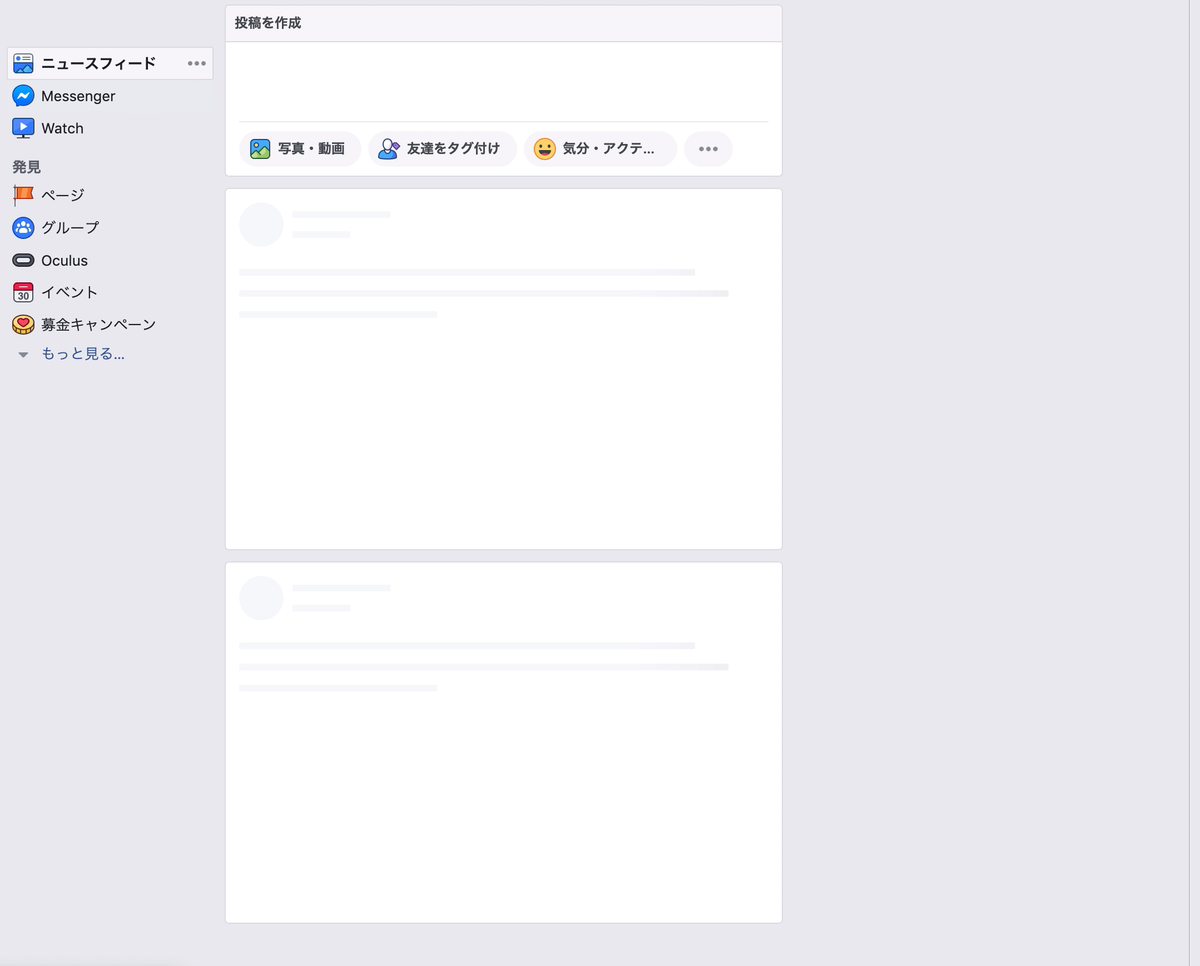 投稿を作成
ニュースフィード
Messenger
Watch
発見
ページ
グループ
Oculus
30
イベント
募金キャンペーン
もっと見る...
写真・動画
友達をタグ付け
気分・アクテ...